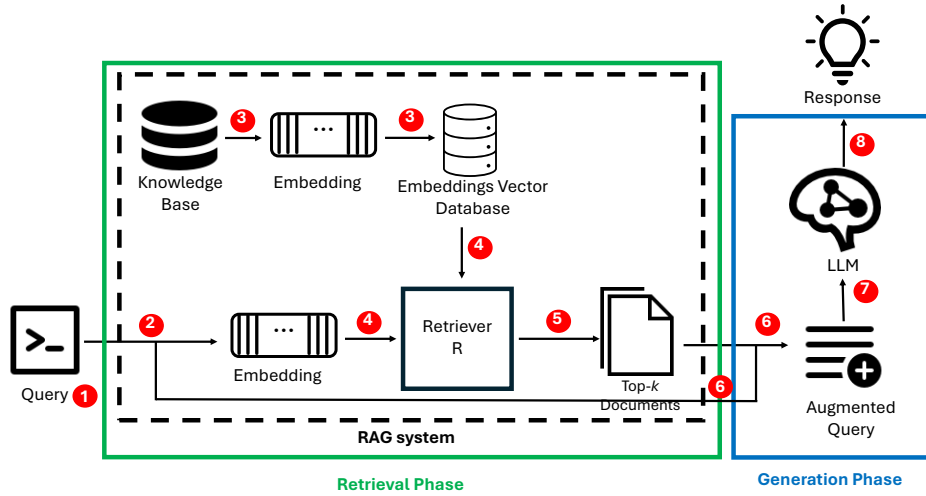 Response
8
3
3
...
Knowledge
Base
Embedding
Embeddings Vector
Database
LLM
4
7
2
...
4
Retriever
R
5
6
>_
Embedding
Query
1
Top-k
Documents
6
Augmented
Query
RAG system
Retrieval Phase
Generation Phase